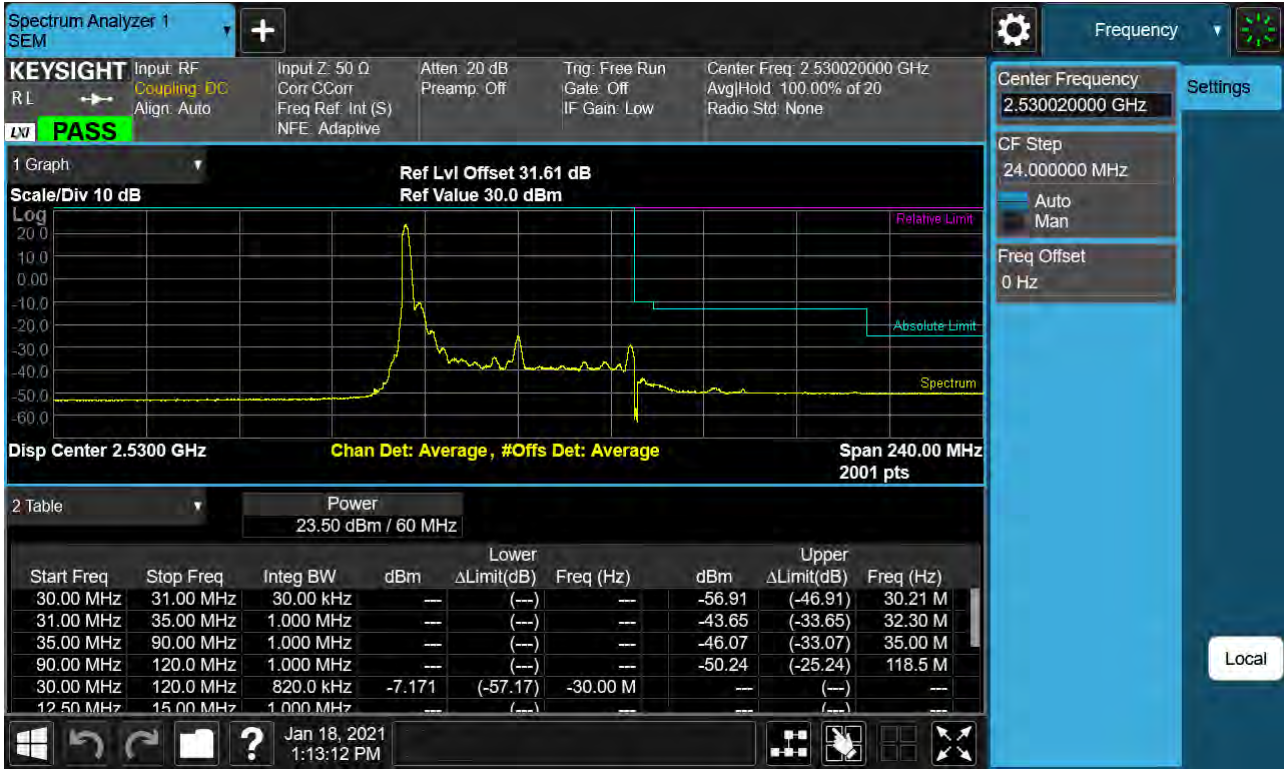 Spectrum Analyzer 1
SEM
Frequency
KEYSIGHT
R L
LXI PASS
Input: RF
Coupling: DC
Align: Auto
Input Z: 50 Ω
Corr CCorr
Freq Ref: Int (S)
NFE: Adaptive
Atten: 20 dB
Preamp: Off
Trig: Free Run
Gate: Off
IF Gain: Low
Center Freq: 2.530020000 GHz
Avg|Hold: 100.00% of 20
Radio Std: None
Center Frequency
2.530020000 GHz
Settings
CF Step
24.000000 MHz
Auto
Man
Freq Offset
0 Hz
Local
1 Graph
Scale/Div 10 dB
Ref Lvl Offset 31.61 dB
Ref Value 30.0 dBm
Log
20.0
10.0
0.00
-10.0
-20.0
-30.0
-40.0
-50.0
-60.0
Relative Limit
Absolute Limit
Spectrum
Disp Center 2.5300 GHz
Chan Det: Average, #Offs Det: Average
Span 240.00 MHz
2001 pts
2 Table
Power
23.50 dBm / 60 MHz
Lower Upper
Start Freq Stop Freq Integ BW dBm ΔLimit(dB) Freq (Hz) dBm ΔLimit(dB) Freq (Hz)
30.00 MHz 31.00 MHz 30.00 kHz --- (---) --- -56.91 (-46.91) 30.21 M
31.00 MHz 35.00 MHz 1.000 MHz --- (---) --- -43.65 (-33.65) 32.30 M
35.00 MHz 90.00 MHz 1.000 MHz --- (---) --- -46.07 (-33.07) 35.00 M
90.00 MHz 120.0 MHz 1.000 MHz --- (---) --- -50.24 (-25.24) 118.5 M
30.00 MHz 120.0 MHz 820.0 kHz -7.171 (-57.17) -30.00 M --- (---) ---
12.50 MHz 15.00 MHz 1.000 MHz --- (---) --- --- (---) ---
?
Jan 18, 2021
1:13:12 PM